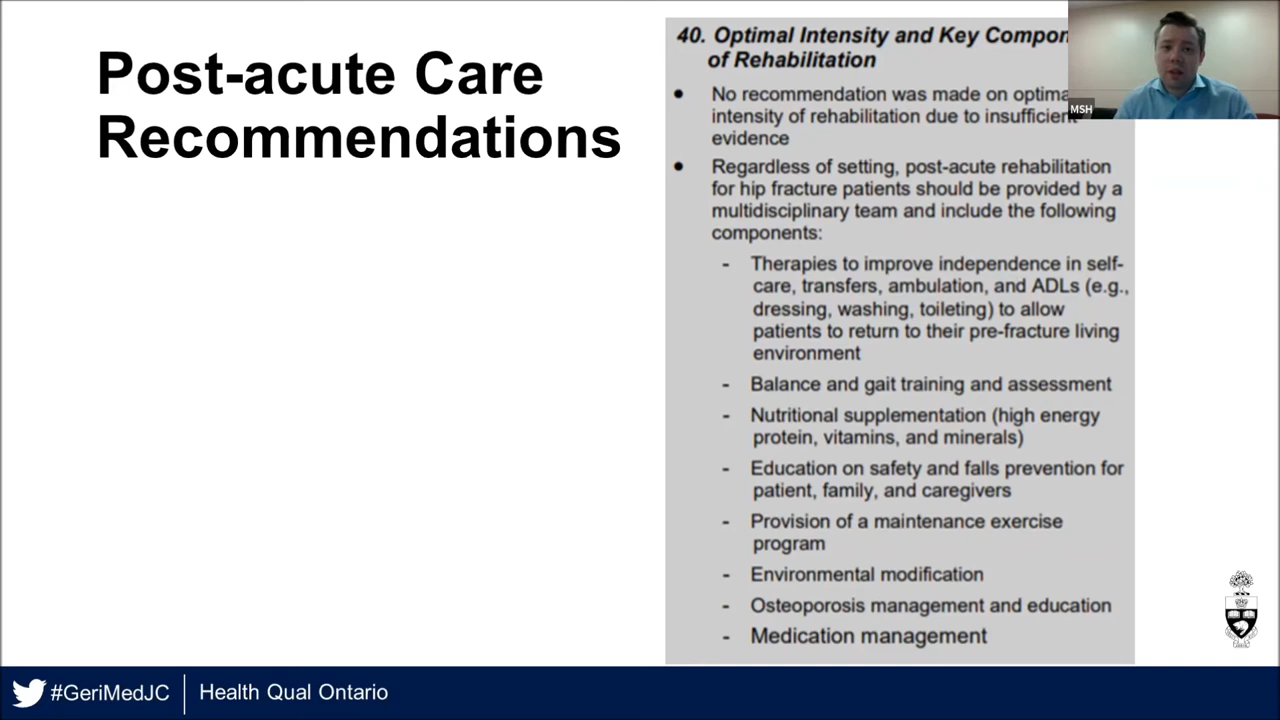 Post-acute Care
Recommendations
40. Optimal Intensity and Key
of Rehabilitation
● No recommendation was made on
intensity of rehabilitation due to insufficient
evidence
● Regardless of setting, post-acute rehabilitation
for hip fracture patients should be provided by a
multidisciplinary team and include the following
components:
- Therapies to improve independence in self-
care, transfers, ambulation, and ADLs (e.g.,
dressing, washing, toileting) to allow
patients to return to their pre-fracture living
environment
- Balance and gait training and assessment
- Nutritional supplementation (high energy
protein, vitamins, and minerals)
- Education on safety and falls prevention for
patient, family, and caregivers
- Provision of a maintenance exercise
program
- Environmental modification
- Osteoporosis management and education
- Medication management
MSH
#GeriMedJC
Health Qual Ontario